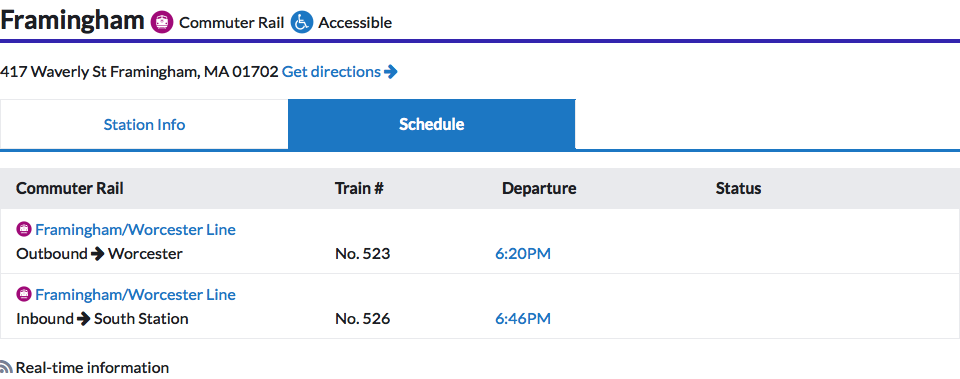 Framingham Commuter Rail Accessible
417 Waverly St Framingham, MA 01702 Get directions
Station Info Schedule
Commuter Rail Train # Departure Status
Framingham/Worcester Line
Outbound Worcester No. 523 6:20PM
Framingham/Worcester Line
Inbound South Station No. 526 6:46PM
Real-time information